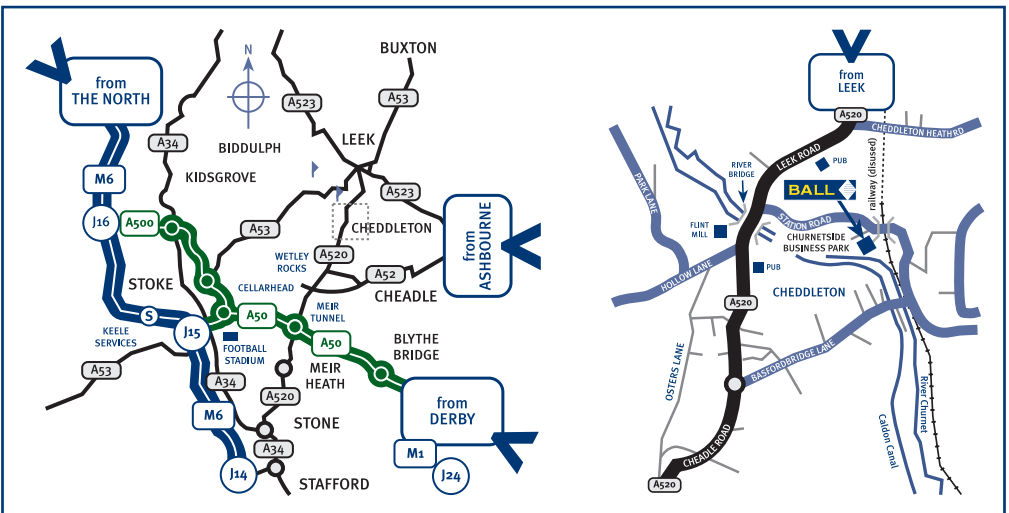 from
THE NORTH
M6
J16
A500
A34
KIDSGROVE
N
BIDDULPH
A523
BUXTON
A53
LEEK
A523
A53
CHEDDLETON
from
ASHBOURNE
WETLEY
ROCKS
A520
A52
CELLARHEAD
CHEADLE
STOKE
S
KEELE
SERVICES
J15
A50
MEIR
TUNNEL
FOOTBALL
STADIUM
A50
BLYTHE
BRIDGE
MEIR
HEATH
A53
A34
M6
A520
STONE
A34
J14
STAFFORD
from
DERBY
M1
J24
from
LEEK
A520
CHEDDLETON HEATH RD
LEEK ROAD
PUB
railway (disused)
RIVER
BRIDGE
BALL
PARK LANE
STATION ROAD
FLINT
MILL
CHURNETSIDE
BUSINESS PARK
HOLLOW LANE
PUB
CHEDDLETON
A520
OSTERS LANE
BASFORDBRIDGE LANE
CHEADLE ROAD
Caldon Canal
River Churnet
A520